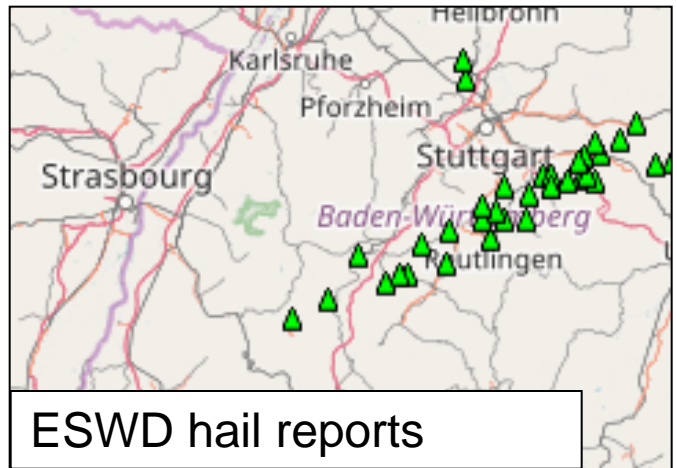 Heilbronn
Karlsruhe
Pforzheim
Stuttgart
Strasbourg
Baden-Württemberg
Reutlingen
ESWD hail reports